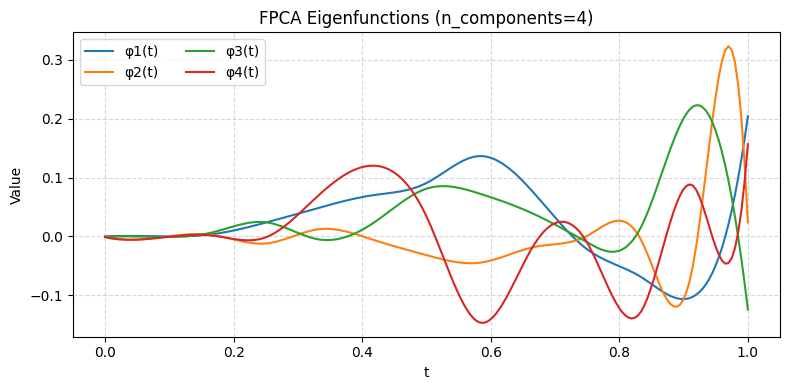 FPCA Eigenfunctions (n_components=4)
φ1(t)
φ2(t)
φ3(t)
φ4(t)
Value
0.3
0.2
0.1
0.0
−0.1
0.0 0.2 0.4 0.6 0.8 1.0
t